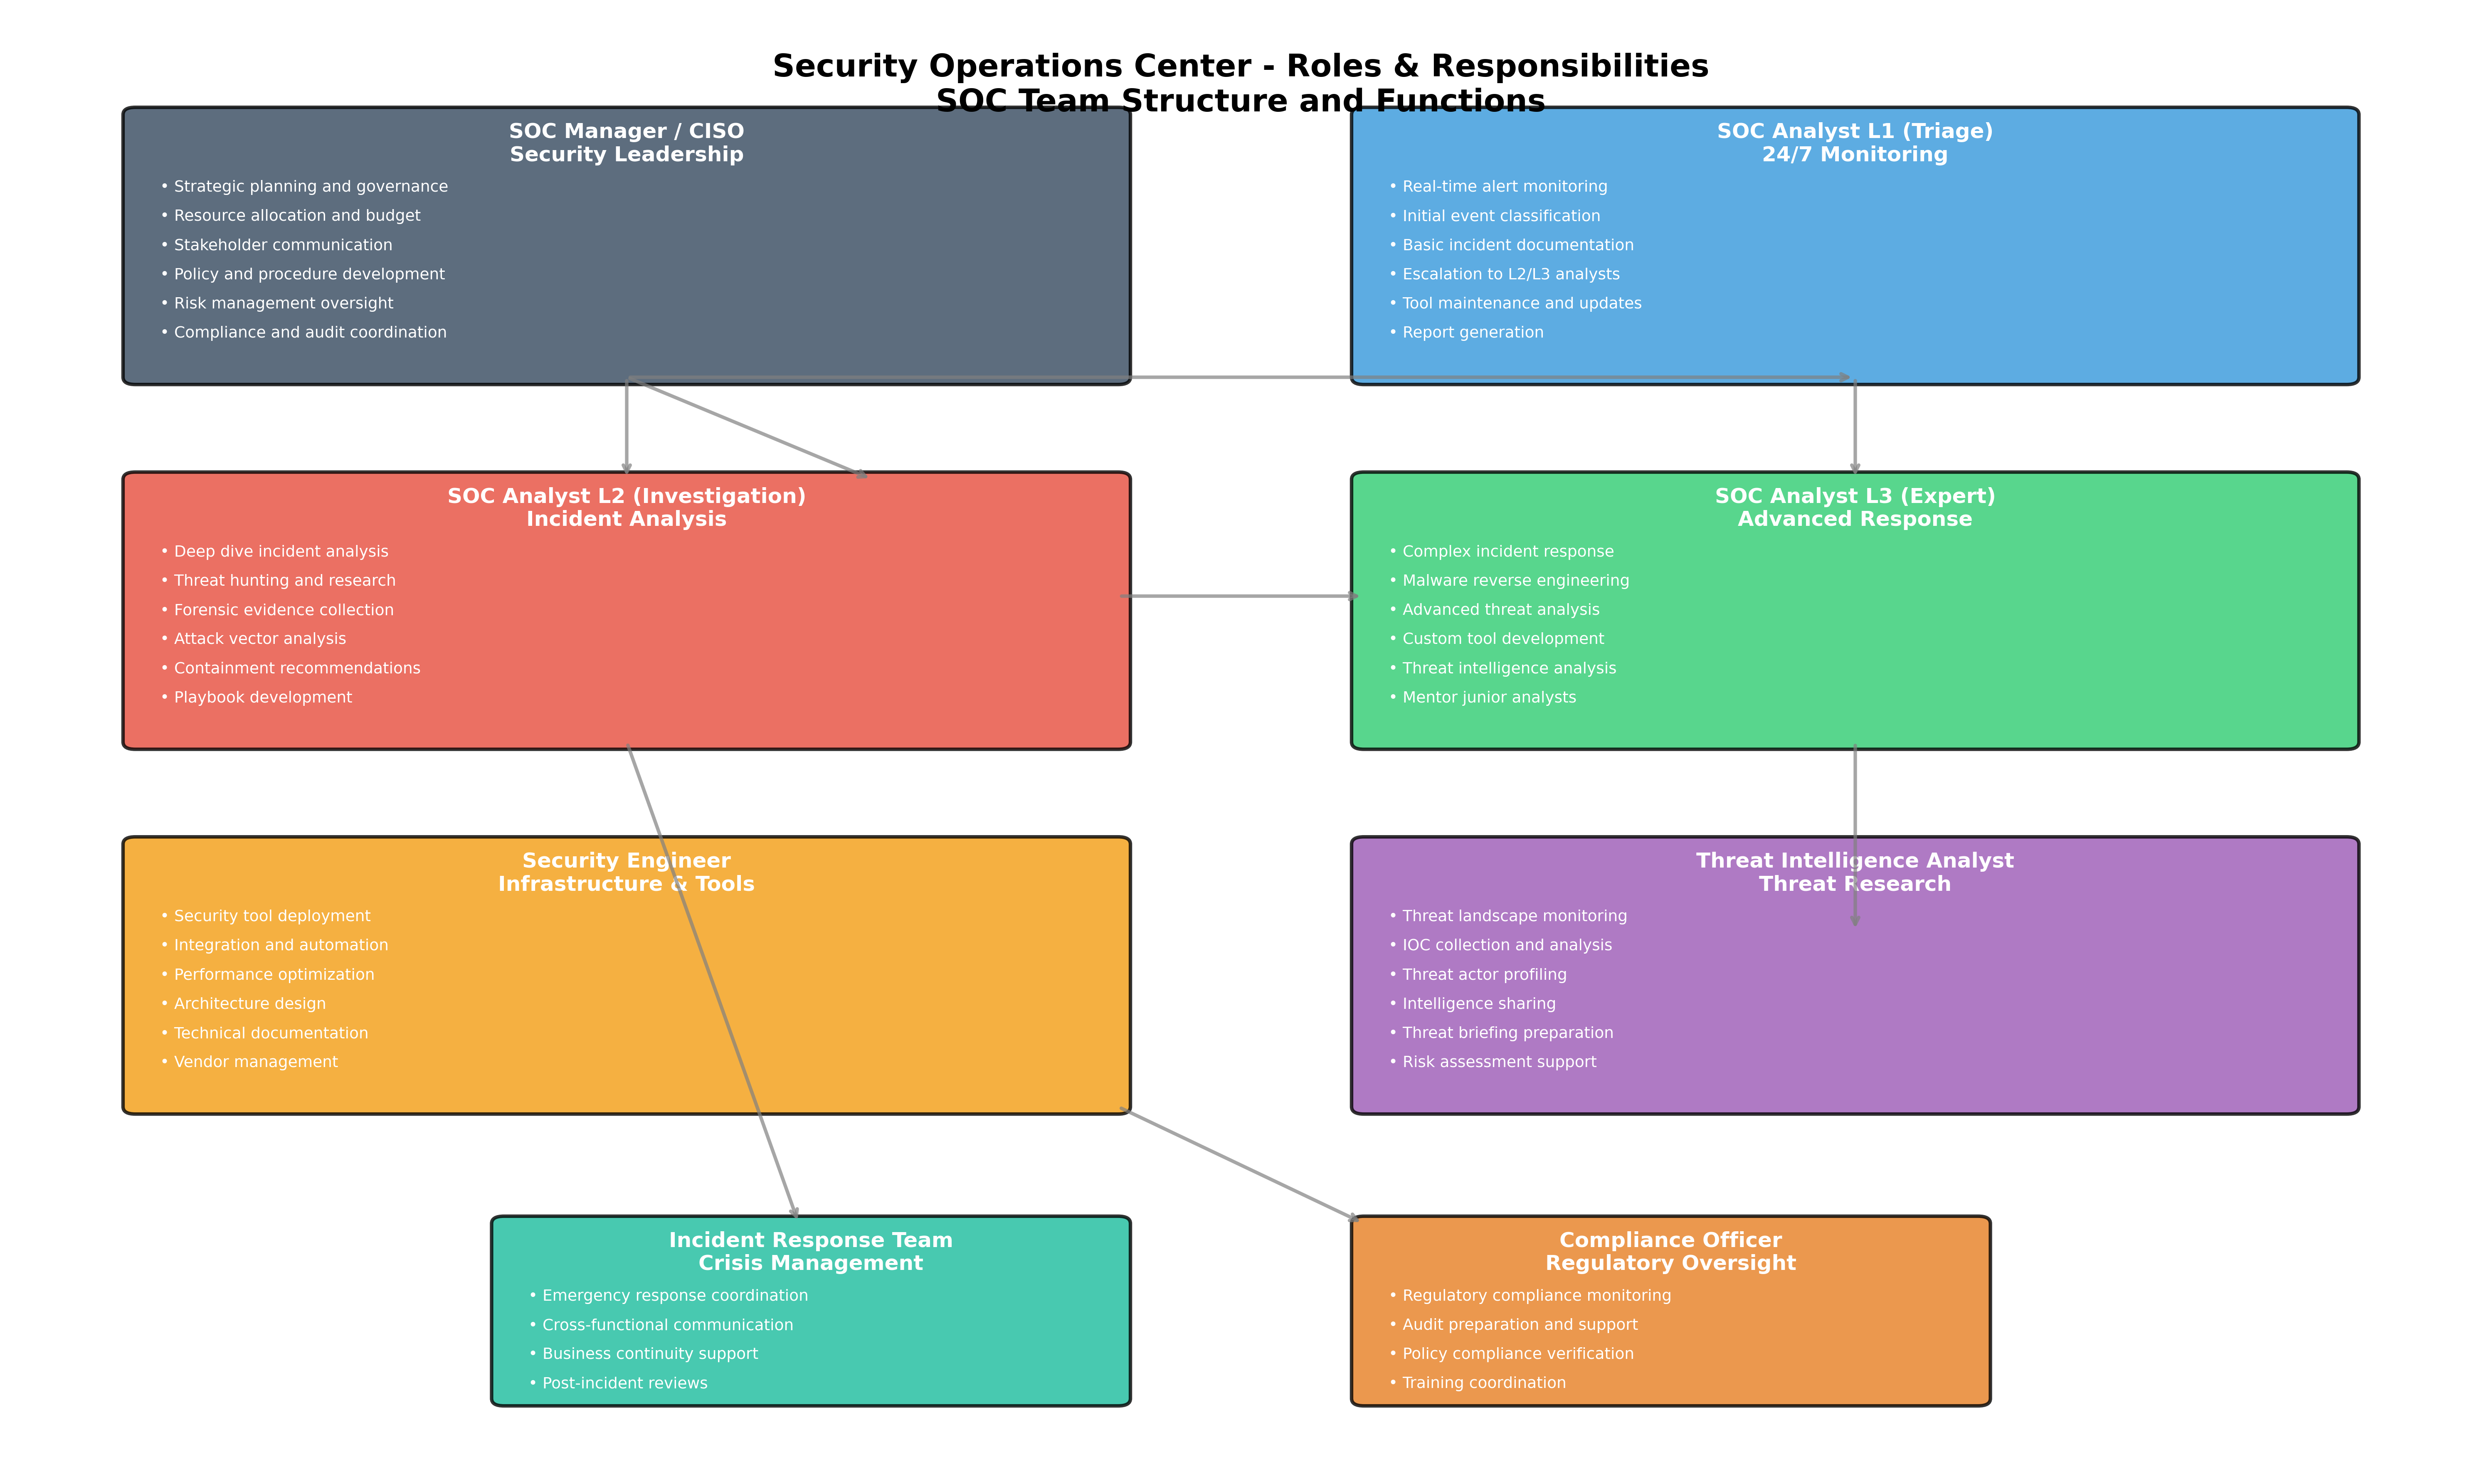 Security Operations Center - Roles & Responsibilities
SOC Team Structure and Functions
SOC Manager / CISO
Security Leadership
• Strategic planning and governance
• Resource allocation and budget
• Stakeholder communication
• Policy and procedure development
• Risk management oversight
• Compliance and audit coordination
SOC Analyst L1 (Triage)
24/7 Monitoring
• Real-time alert monitoring
• Initial event classification
• Basic incident documentation
• Escalation to L2/L3 analysts
• Tool maintenance and updates
• Report generation
SOC Analyst L2 (Investigation)
Incident Analysis
• Deep dive incident analysis
• Threat hunting and research
• Forensic evidence collection
• Attack vector analysis
• Containment recommendations
• Playbook development
SOC Analyst L3 (Expert)
Advanced Response
• Complex incident response
• Malware reverse engineering
• Advanced threat analysis
• Custom tool development
• Threat intelligence analysis
• Mentor junior analysts
Security Engineer
Infrastructure & Tools
• Security tool deployment
• Integration and automation
• Performance optimization
• Architecture design
• Technical documentation
• Vendor management
Threat Intelligence Analyst
Threat Research
• Threat landscape monitoring
• IOC collection and analysis
• Threat actor profiling
• Intelligence sharing
• Threat briefing preparation
• Risk assessment support
Incident Response Team
Crisis Management
• Emergency response coordination
• Cross-functional communication
• Business continuity support
• Post-incident reviews
Compliance Officer
Regulatory Oversight
• Regulatory compliance monitoring
• Audit preparation and support
• Policy compliance verification
• Training coordination